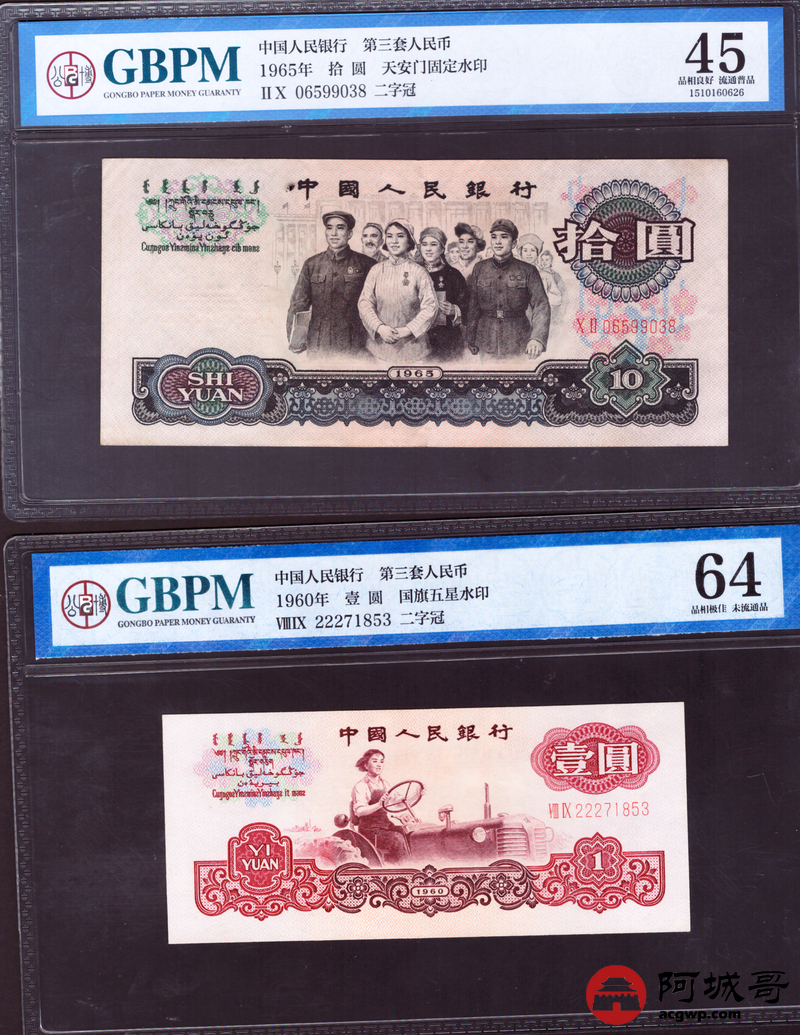 GBPM
GONGBO PAPER MONEY GUARANTY
中国人民银行 第三套人民币
1965年 拾圆 天安门固定水印
ⅡⅩ 06599038 二字冠
45
品相良好 流通普品
1510160626
中國人民銀行
拾圓
ⅩⅡ 06599038
1965
SHI
YUAN
10
GBPM
GONGBO PAPER MONEY GUARANTY
中国人民银行 第三套人民币
1960年 壹圆 国旗五星水印
ⅧⅨ 22271853 二字冠
64
品相极佳 未流通品
中國人民銀行
壹圓
ⅧⅨ 22271853
YI
YUAN
1960
1
阿城哥
acgwp.com